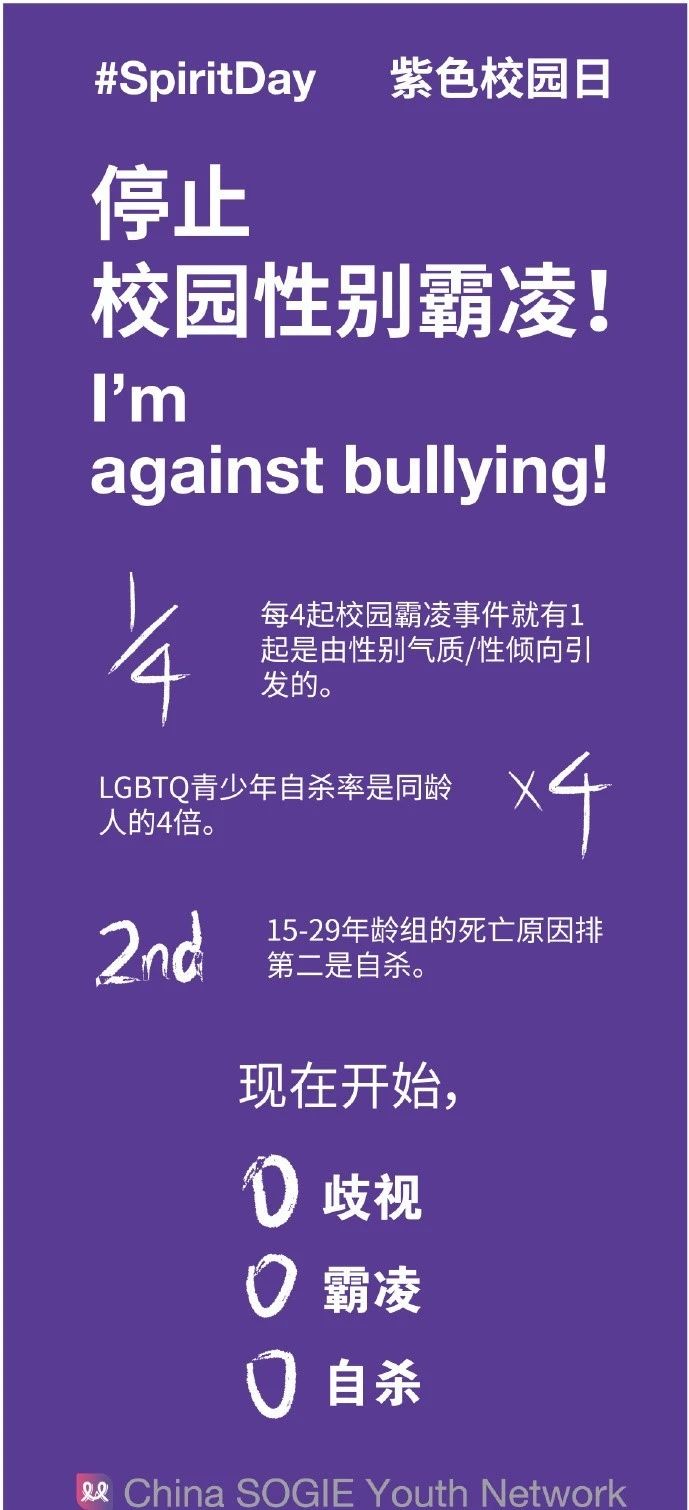 #SpiritDay 紫色校园日
停止
校园性别霸凌！
I'm
against bullying!
1/4
每4起校园霸凌事件就有1
起是由性别气质/性倾向引
发的。
LGBTQ青少年自杀率是同龄
人的4倍。
x4
2nd
15-29年龄组的死亡原因排
第二是自杀。
现在开始，
0 歧视
0 霸凌
0 自杀
China SOGIE Youth Network